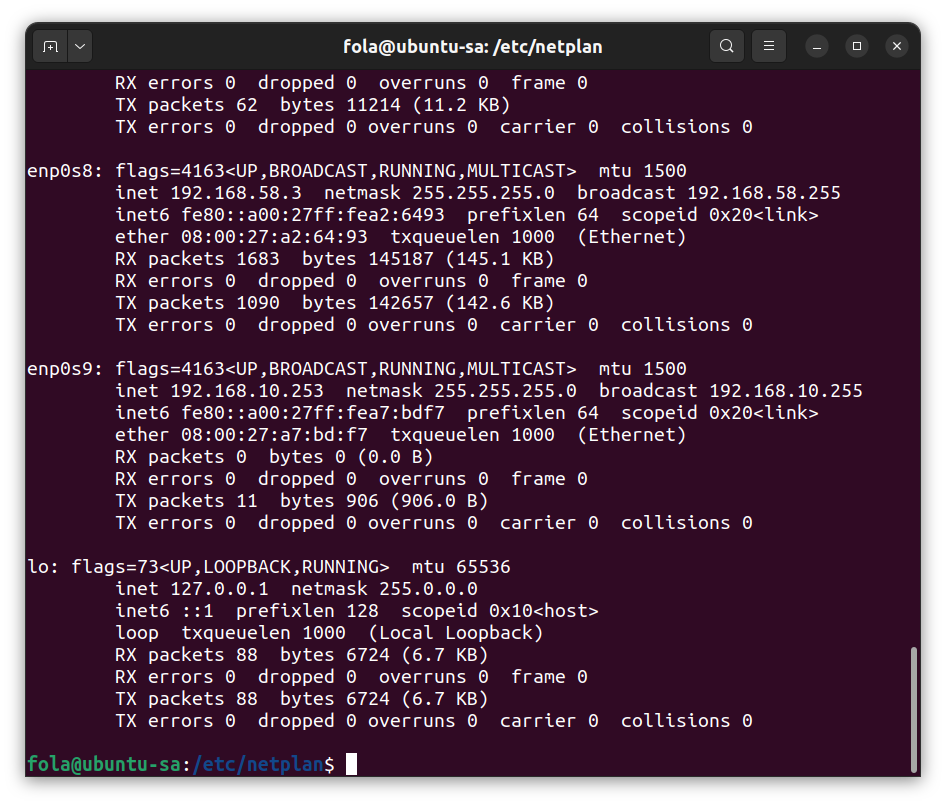 fola@ubuntu-sa: /etc/netplan
RX errors 0  dropped 0  overruns 0  frame 0
TX packets 62  bytes 11214 (11.2 KB)
TX errors 0  dropped 0 overruns 0  carrier 0  collisions 0
enp0s8: flags=4163<UP,BROADCAST,RUNNING,MULTICAST>  mtu 1500
inet 192.168.58.3  netmask 255.255.255.0  broadcast 192.168.58.255
inet6 fe80::a00:27ff:fea2:6493  prefixlen 64  scopeid 0x20<link>
ether 08:00:27:a2:64:93  txqueuelen 1000  (Ethernet)
RX packets 1683  bytes 145187 (145.1 KB)
RX errors 0  dropped 0  overruns 0  frame 0
TX packets 1090  bytes 142657 (142.6 KB)
TX errors 0  dropped 0 overruns 0  carrier 0  collisions 0
enp0s9: flags=4163<UP,BROADCAST,RUNNING,MULTICAST>  mtu 1500
inet 192.168.10.253  netmask 255.255.255.0  broadcast 192.168.10.255
inet6 fe80::a00:27ff:fea7:bdf7  prefixlen 64  scopeid 0x20<link>
ether 08:00:27:a7:bd:f7  txqueuelen 1000  (Ethernet)
RX packets 0  bytes 0 (0.0 B)
RX errors 0  dropped 0  overruns 0  frame 0
TX packets 11  bytes 906 (906.0 B)
TX errors 0  dropped 0 overruns 0  carrier 0  collisions 0
lo: flags=73<UP,LOOPBACK,RUNNING>  mtu 65536
inet 127.0.0.1  netmask 255.0.0.0
inet6 ::1  prefixlen 128  scopeid 0x10<host>
loop  txqueuelen 1000  (Local Loopback)
RX packets 88  bytes 6724 (6.7 KB)
RX errors 0  dropped 0  overruns 0  frame 0
TX packets 88  bytes 6724 (6.7 KB)
TX errors 0  dropped 0 overruns 0  carrier 0  collisions 0
fola@ubuntu-sa:/etc/netplan$